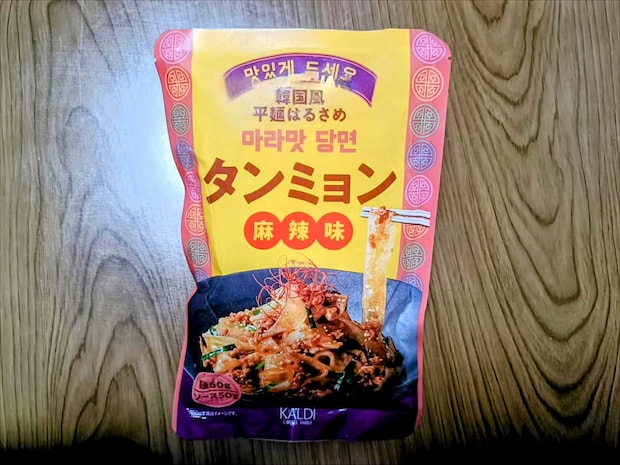 맛있게 드세요
韓国風
平麺はるさめ
마라맛 당면
タンミョン
麻辣味
麺60g
ソース50g
KALDI